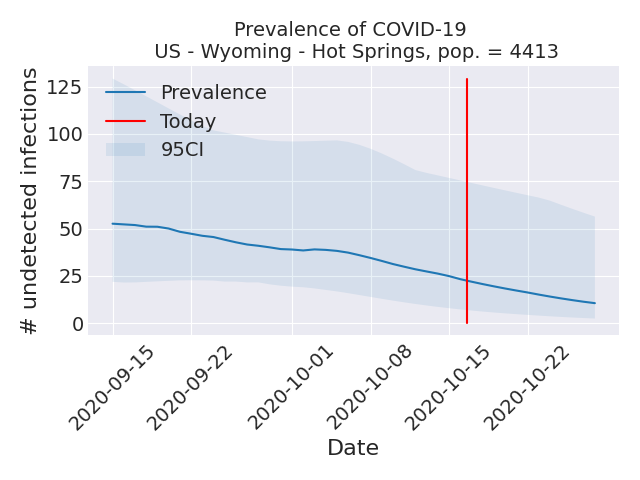 Prevalence of COVID-19
US - Wyoming - Hot Springs, pop. = 4413
# undetected infections
125
100
75
50
25
0
Prevalence
Today
95CI
2020-09-15
2020-09-22
2020-10-01
2020-10-08
2020-10-15
2020-10-22
Date